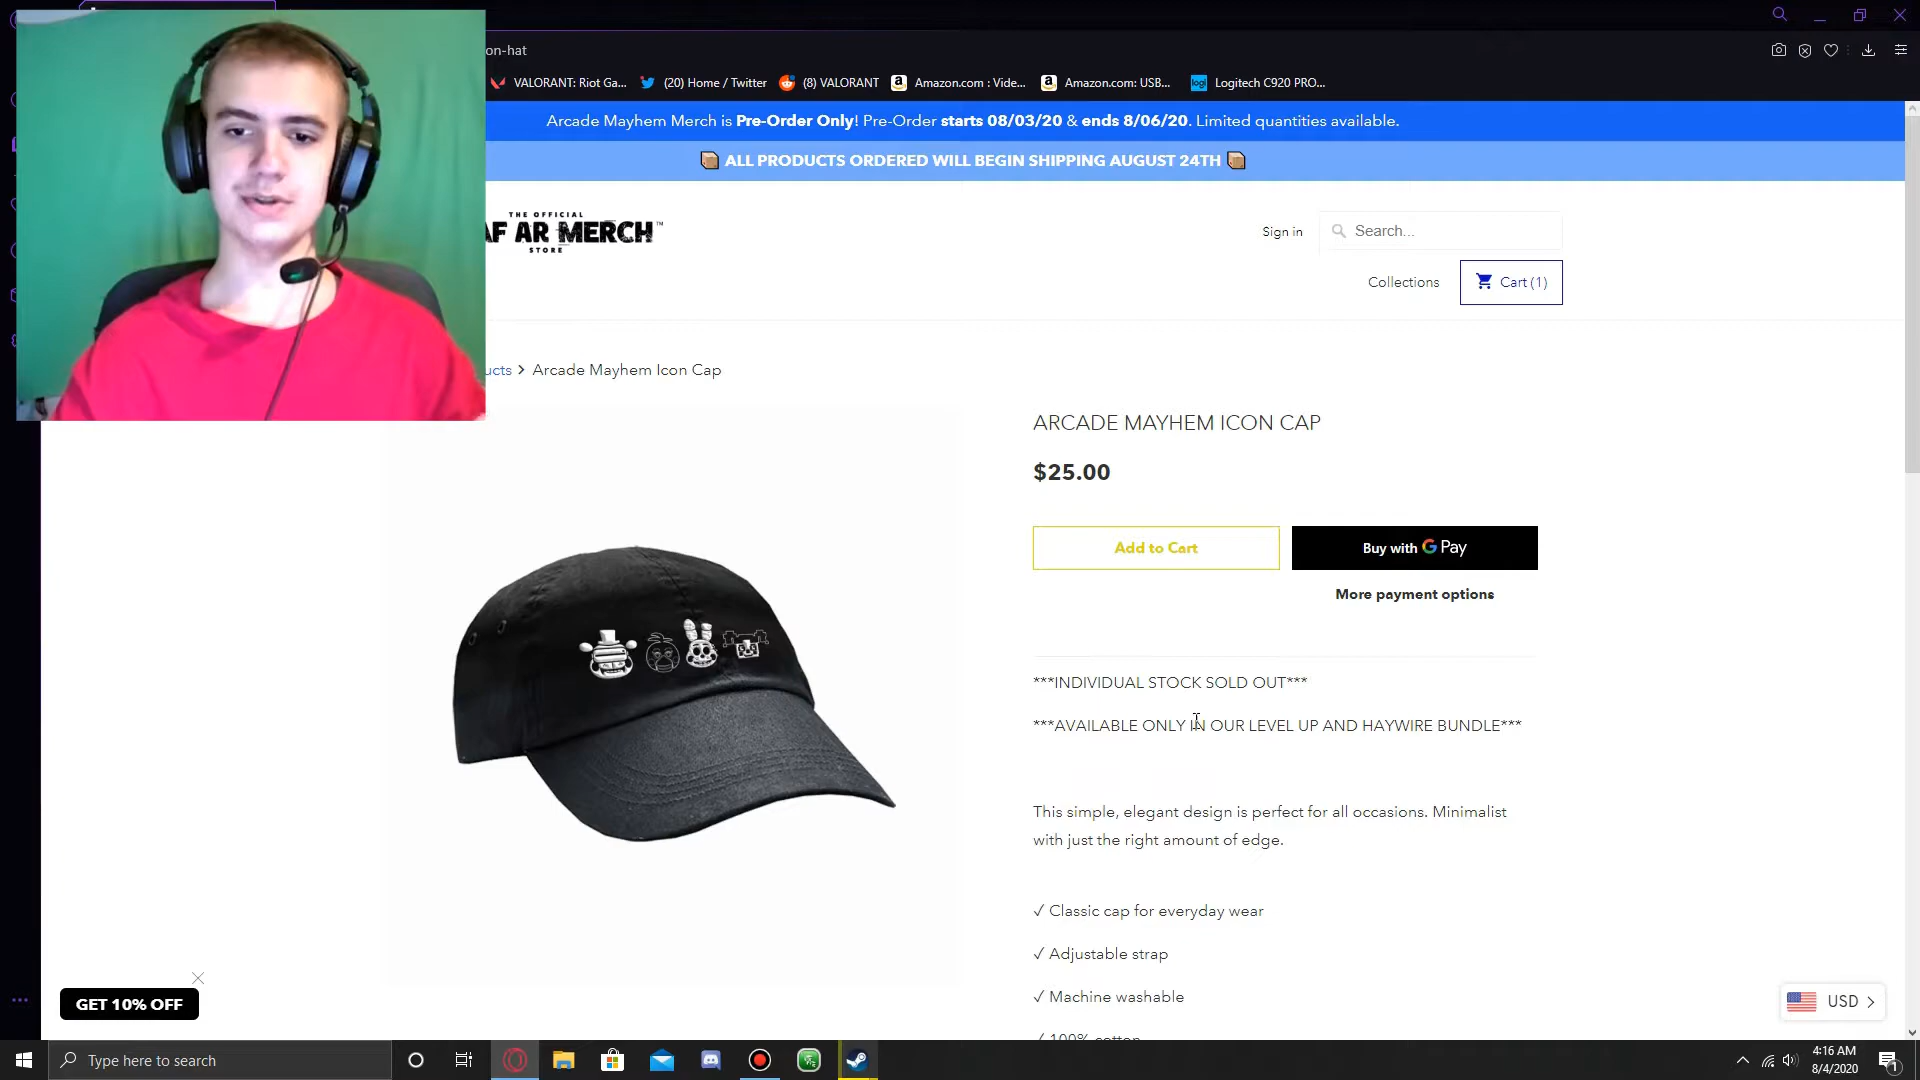 on-hat
VALORANT: Riot Ga...
(20) Home / Twitter
(8) VALORANT
Amazon.com : Vide...
Amazon.com: USB...
logi
Logitech C920 PRO...
Arcade Mayhem Merch is Pre-Order Only! Pre-Order starts 08/03/20 & ends 8/06/20. Limited quantities available.
ALL PRODUCTS ORDERED WILL BEGIN SHIPPING AUGUST 24TH
THE OFFICIAL
AF AR MERCH™
STORE
Sign in
Search...
Collections
Cart (1)
ucts > Arcade Mayhem Icon Cap
ARCADE MAYHEM ICON CAP
$25.00
Add to Cart
Buy with G Pay
More payment options
***INDIVIDUAL STOCK SOLD OUT***
***AVAILABLE ONLY IN OUR LEVEL UP AND HAYWIRE BUNDLE***
This simple, elegant design is perfect for all occasions. Minimalist
with just the right amount of edge.
✓ Classic cap for everyday wear
✓ Adjustable strap
✓ Machine washable
✓ 100% cotton
GET 10% OFF
USD >
Type here to search
4:16 AM
8/4/2020
1